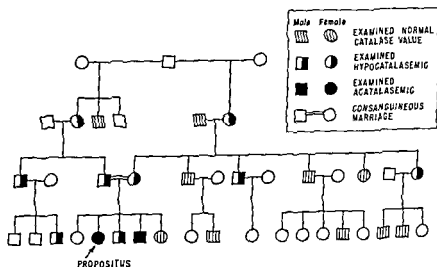 Male Female
EXAMINED NORMAL
CATALASE VALUE
EXAMINED
HYPOCATALASEMIC
EXAMINED
ACATALASEMIC
CONSANGUINEOUS
MARRIAGE
PROPOSITUS